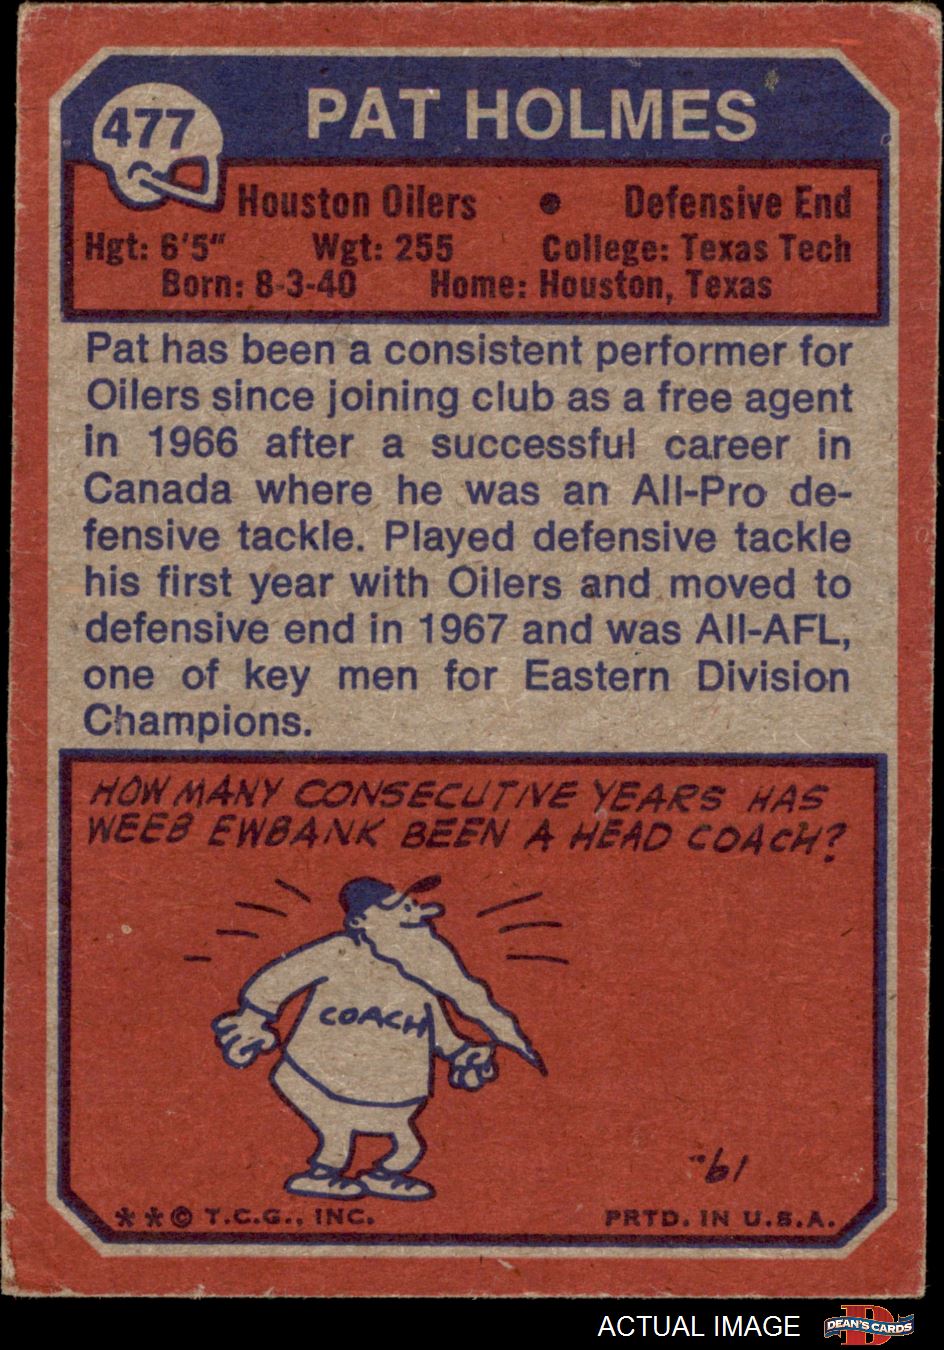 477
PAT HOLMES
Houston Oilers • Defensive End
Hgt: 6'5" Wgt: 255 College: Texas Tech
Born: 8-3-40 Home: Houston, Texas
Pat has been a consistent performer for
Oilers since joining club as a free agent
in 1966 after a successful career in
Canada where he was an All-Pro de-
fensive tackle. Played defensive tackle
his first year with Oilers and moved to
defensive end in 1967 and was All-AFL,
one of key men for Eastern Division
Champions.
HOW MANY CONSECUTIVE YEARS HAS
WEEB EWBANK BEEN A HEAD COACH?
COACH
61
**© T.C.G., INC. PRTD. IN U.S.A.
ACTUAL IMAGE DEAN'S CARDS